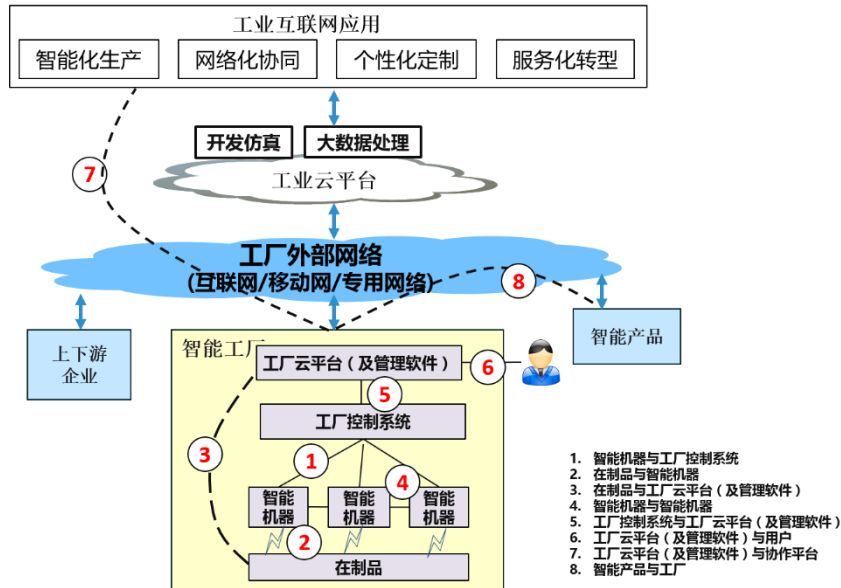 工业互联网应用
智能化生产
网络化协同
个性化定制
服务化转型
开发仿真
大数据处理
工业云平台
7
工厂外部网络
(互联网/移动网/专用网络)
8
上下游
企业
智能产品
智能工厂
工厂云平台（及管理软件）
6
5
工厂控制系统
3
1
4
智能
机器
智能
机器
智能
机器
2
在制品
1. 智能机器与工厂控制系统
2. 在制品与智能机器
3. 在制品与工厂云平台（及管理软件）
4. 智能机器与智能机器
5. 工厂控制系统与工厂云平台（及管理软件）
6. 工厂云平台（及管理软件）与用户
7. 工厂云平台（及管理软件）与协作平台
8. 智能产品与工厂